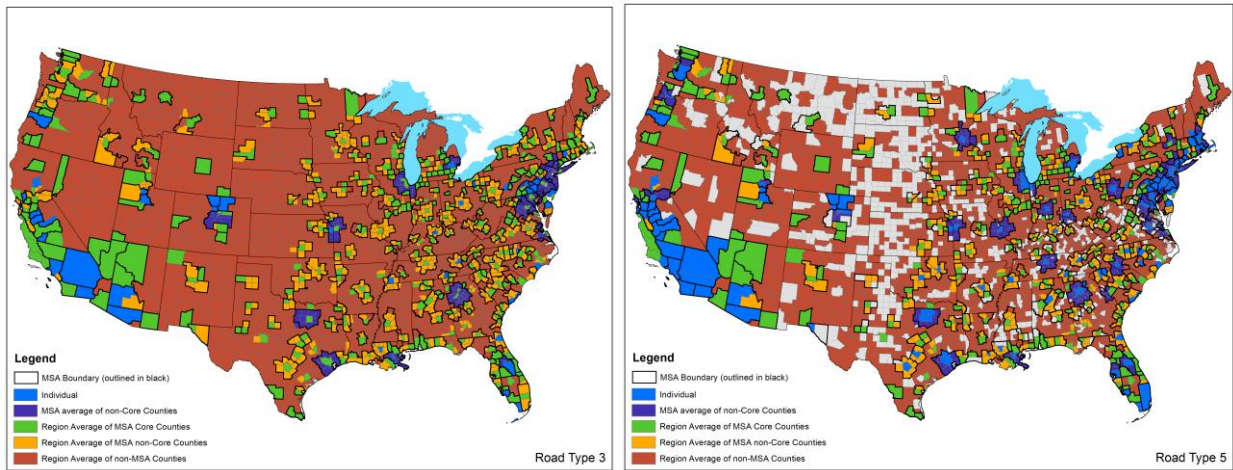 Legend
MSA Boundary (outlined in black)
Individual
MSA average of non-Core Counties
Region Average of MSA Core Counties
Region Average of MSA non-Core Counties
Region Average of non-MSA Counties
Road Type 3
Legend
MSA Boundary (outlined in black)
Individual
MSA average of non-Core Counties
Region Average of MSA Core Counties
Region Average of MSA non-Core Counties
Region Average of non-MSA Counties
Road Type 5